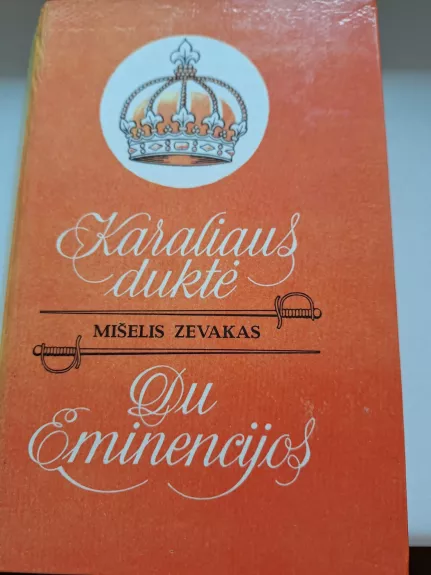 Karaliaus
duktė
MIŠELIS ZEVAKAS
Du
Eminencijos